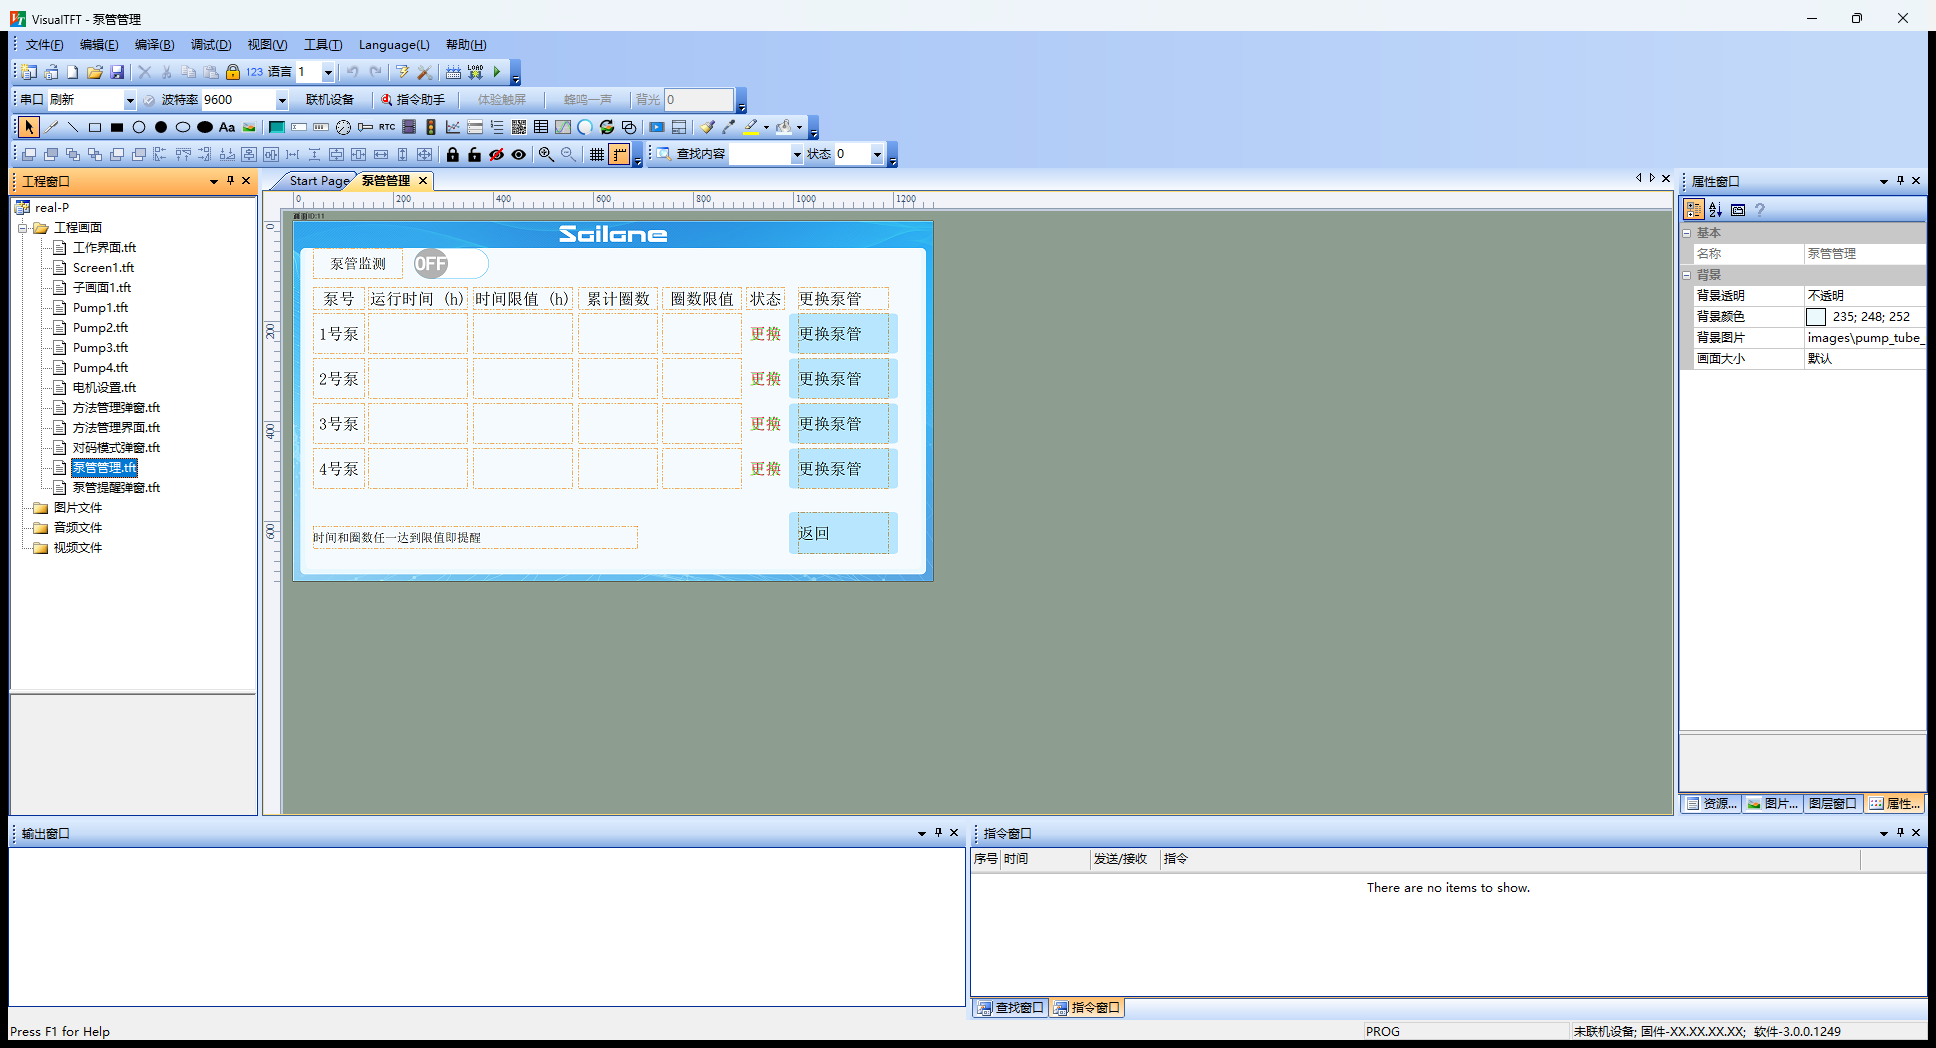 VisualTFT - 泵管管理
文件(F) 编辑(E) 编译(B) 调试(D) 视图(V) 工具(T) Language(L) 帮助(H)
123 语言 1 LOAD
串口 刷新 波特率 9600 联机设备 指令助手 体验触屏 蜂鸣一声 背光 0
Aa RTC
查找内容 状态 0
工程窗口
real-P
工程画面
工作界面.tft
Screen1.tft
子画面1.tft
Pump1.tft
Pump2.tft
Pump3.tft
Pump4.tft
电机设置.tft
方法管理弹窗.tft
方法管理界面.tft
对码模式弹窗.tft
泵管管理.tft
泵管提醒弹窗.tft
图片文件
音频文件
视频文件
Start Page 泵管管理
0 200 400 600 800 1000 1200
0
200
400
600
画面ID:11
Sailane
泵管监测 OFF
泵号 运行时间 (h) 时间限值 (h) 累计圈数 圈数限值 状态 更换泵管
1号泵 更换 更换泵管
2号泵 更换 更换泵管
3号泵 更换 更换泵管
4号泵 更换 更换泵管
时间和圈数任一达到限值即提醒 返回
属性窗口
基本
名称 泵管管理
背景
背景透明 不透明
背景颜色 235; 248; 252
背景图片 images\pump_tube_
画面大小 默认
资源... 图片... 图层窗口 属性...
输出窗口
指令窗口
序号 时间 发送/接收 指令
There are no items to show.
查找窗口 指令窗口
Press F1 for Help
PROG
未联机设备; 固件-XX.XX.XX.XX; 软件-3.0.0.1249